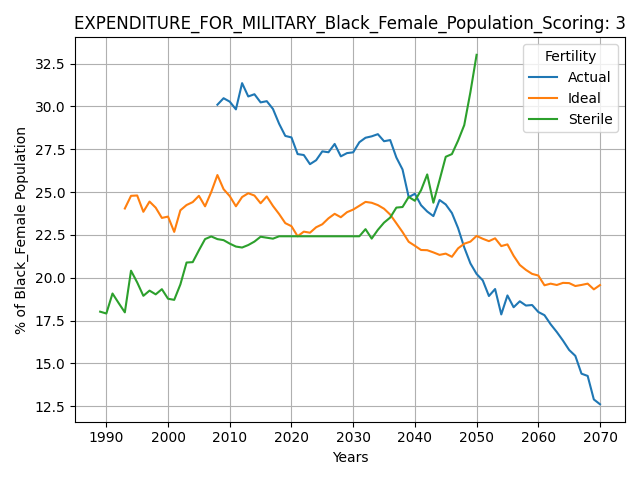 EXPENDITURE_FOR_MILITARY_Black_Female_Population_Scoring: 3
Fertility
Actual
Ideal
Sterile
% of Black_Female Population
32.5
30.0
27.5
25.0
22.5
20.0
17.5
15.0
12.5
1990 2000 2010 2020 2030 2040 2050 2060 2070
Years